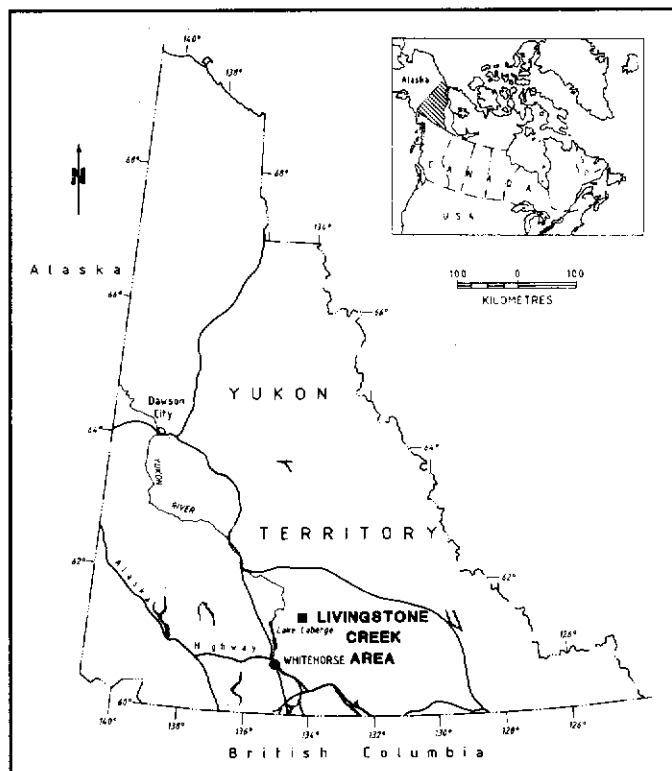 140°
138°
Alaska
CANADA
USA
N
68°
68°
134°
Alaska
100 0 100
KILOMETRES
66°
66°
YUKON
Dawson
City
64°
64°
RIVER
TERRITORY
62°
62°
Alaska
Highway
Lake Laberge
LIVINGSTONE
CREEK
AREA
WHITEHORSE
126°
60°
140°
138°
136°
134°
132°
130°
128°
126°
British Columbia